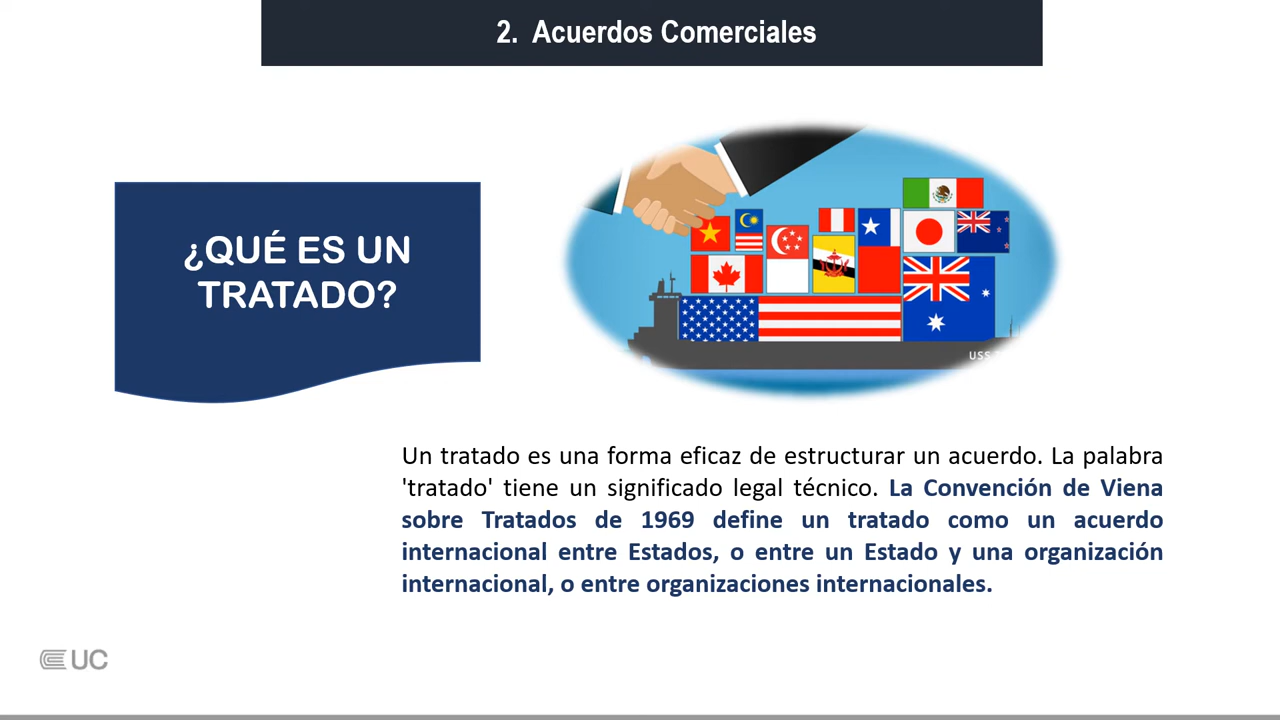 2. Acuerdos Comerciales
¿QUÉ ES UN
TRATADO?
USS
Un tratado es una forma eficaz de estructurar un acuerdo. La palabra
'tratado' tiene un significado legal técnico. La Convención de Viena
sobre Tratados de 1969 define un tratado como un acuerdo
internacional entre Estados, o entre un Estado y una organización
internacional, o entre organizaciones internacionales.
UC